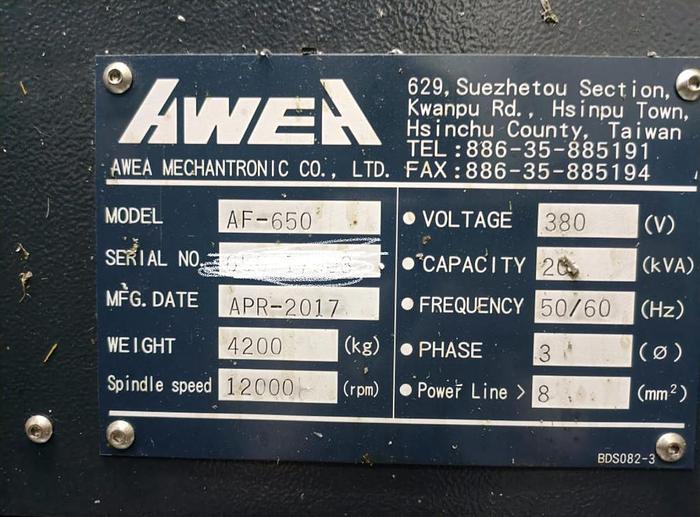 AWEA
AWEA MECHANTRONIC CO., LTD.
629, Suezhetou Section,
Kwanpu Rd., Hsinpu Town,
Hsinchu County, Taiwan
TEL:886-35-885191
FAX:886-35-885194
MODEL AF-650
SERIAL NO.
MFG. DATE APR-2017
WEIGHT 4200 (kg)
Spindle speed 12000 (rpm)
VOLTAGE 380 (V)
CAPACITY (kVA)
FREQUENCY 50/60 (Hz)
PHASE 3 (Ø)
Power Line > 8 (mm²)
BDS082-3